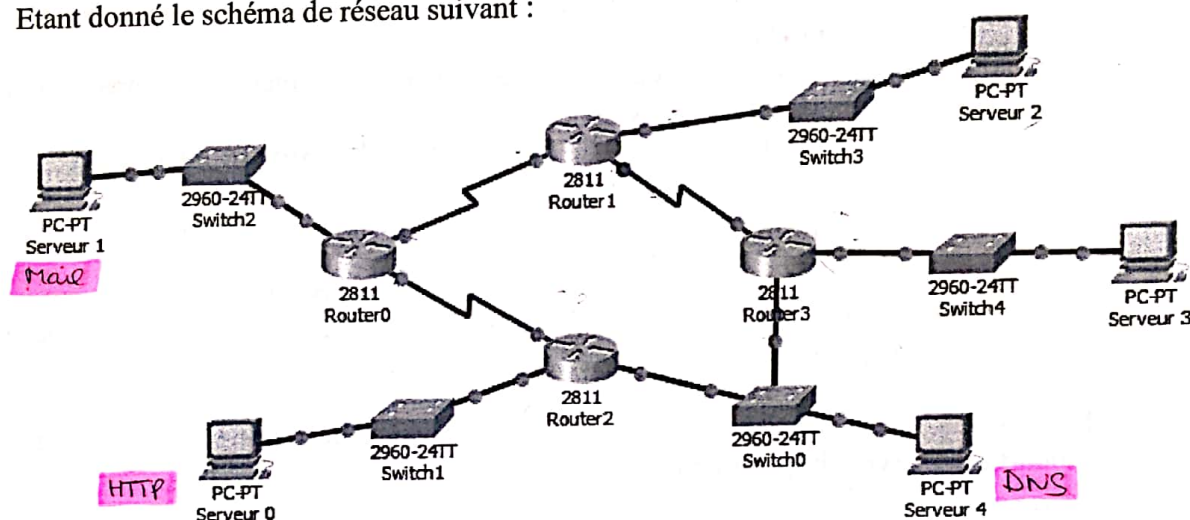 Etant donné le schéma de réseau suivant :
PC-PT
Serveur 2
2960-24TT
Switch3
2811
Router1
2960-24TT
Switch2
PC-PT
Serveur 1
Mail
2811
Router0
2811
Router3
2960-24TT
Switch4
PC-PT
Serveur 3
2811
Router2
2960-24TT
Switch1
2960-24TT
Switch0
HTTP
PC-PT
Serveur 0
PC-PT
Serveur 4
DNS